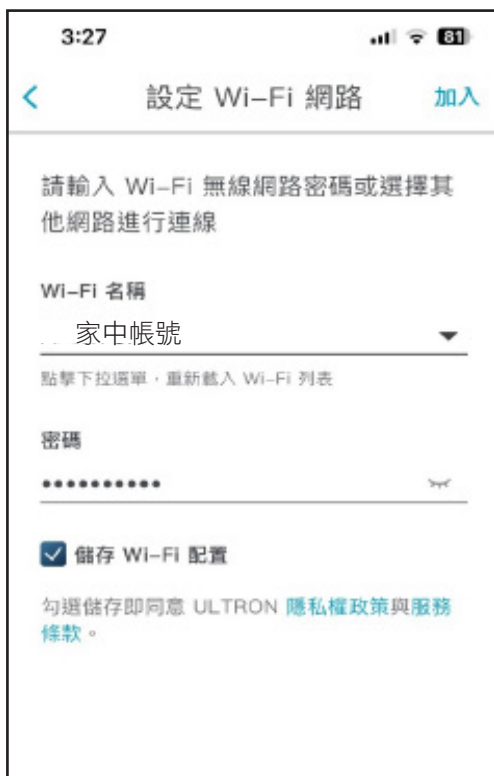 3:27 81
設定 Wi-Fi 網路 加入
請輸入 Wi-Fi 無線網路密碼或選擇其
他網路進行連線
Wi-Fi 名稱
家中帳號
點擊下拉選單，重新載入 Wi-Fi 列表
密碼
••••••••••
儲存 Wi-Fi 配置
勾選儲存即同意 ULTRON 隱私權政策與服務
條款。